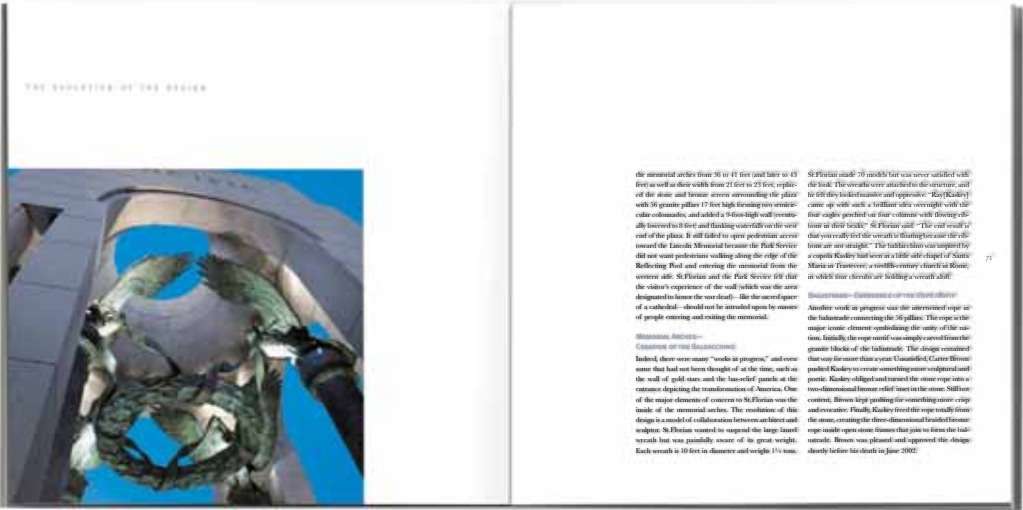 THE EVOLUTION OF THE DESIGN
the memorial arches from 36 to 41 feet (and later to 43
feet) as well as their width from 21 feet to 23 feet, replac-
ed the stone and bronze screen surrounding the plaza
with 56 granite pillars 17 feet high forming two semicir-
cular colonnades, and added a 9-foot-high wall (eventu-
ally lowered to 8 feet) and flanking waterfalls on the west
end of the plaza. It still failed to open pedestrian access
toward the Lincoln Memorial because the Park Service
did not want pedestrians walking along the edge of the
Reflecting Pool and entering the memorial from the
western side. St.Florian and the Park Service felt that
the visitor's experience of the wall (which was the area
designated to honor the war dead)—like the sacred space
of a cathedral—should not be intruded upon by masses
of people entering and exiting the memorial.
MEMORIAL ARCHES—
CREATION OF THE BALDACCHINO
Indeed, there were many "works in progress," and even
some that had not been thought of at the time, such as
the wall of gold stars and the bas-relief panels at the
entrance depicting the transformation of America. One
of the major elements of concern to St.Florian was the
inside of the memorial arches. The resolution of this
design is a model of collaboration between architect and
sculptor. St.Florian wanted to suspend the large laurel
wreath but was painfully aware of its great weight.
Each wreath is 10 feet in diameter and weighs 1¾ tons.
St.Florian made 70 models but was never satisfied with
the look. The wreaths were attached to the structure, and
he felt they looked massive and oppressive. "Ray [Kaskey]
came up with such a brilliant idea overnight with the
four eagles perched on four columns with flowing rib-
bons in their beaks," St.Florian said. "The end result is
that you really feel the wreath is floating because the rib-
bons are not straight." The baldacchino was inspired by
a cupola Kaskey had seen in a little side chapel of Santa
Maria in Trastevere, a twelfth-century church in Rome,
in which four cherubs are holding a wreath aloft.
BALUSTRADE—EMERGENCE OF THE ROPE MOTIF
Another work in progress was the intertwined rope in
the balustrade connecting the 56 pillars. The rope is the
major iconic element symbolizing the unity of the na-
tion. Initially, the rope motif was simply carved from the
granite blocks of the balustrade. The design remained
that way for more than a year. Unsatisfied, Carter Brown
pushed Kaskey to create something more sculptural and
poetic. Kaskey obliged and turned the stone rope into a
two-dimensional bronze relief inset in the stone. Still not
content, Brown kept pushing for something more crisp
and evocative. Finally, Kaskey freed the rope totally from
the stone, creating the three-dimensional braided bronze
rope inside open stone frames that join to form the bal-
ustrade. Brown was pleased and approved the design
shortly before his death in June 2002.
71